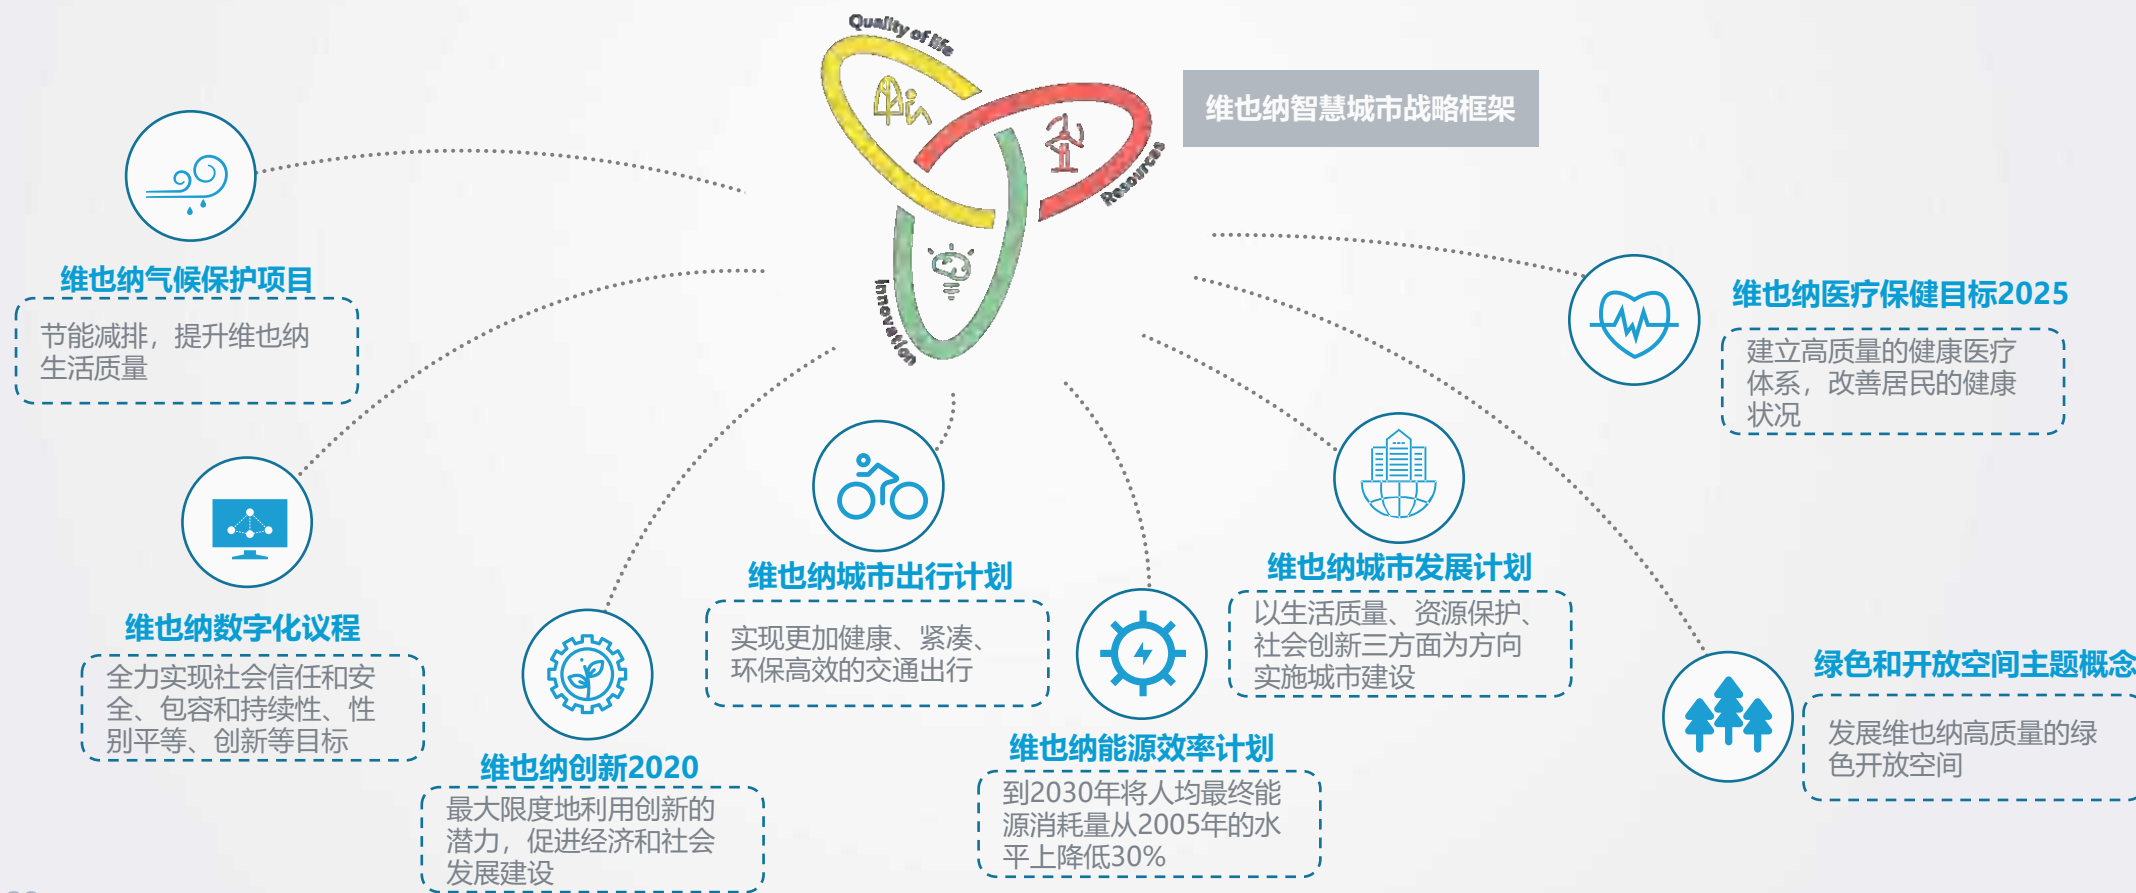 Quality of life
Resources
Innovation
维也纳智慧城市战略框架
维也纳气候保护项目
节能减排，提升维也纳
生活质量
维也纳数字化议程
全力实现社会信任和安
全、包容和持续性、性
别平等、创新等目标
维也纳创新2020
最大限度地利用创新的
潜力，促进经济和社会
发展建设
维也纳城市出行计划
实现更加健康、紧凑、
环保高效的交通出行
维也纳能源效率计划
到2030年将人均最终能
源消耗量从2005年的水
平上降低30%
维也纳城市发展计划
以生活质量、资源保护、
社会创新三方面为方向
实施城市建设
维也纳医疗保健目标2025
建立高质量的健康医疗
体系，改善居民的健康
状况
绿色和开放空间主题概念
发展维也纳高质量的绿
色开放空间